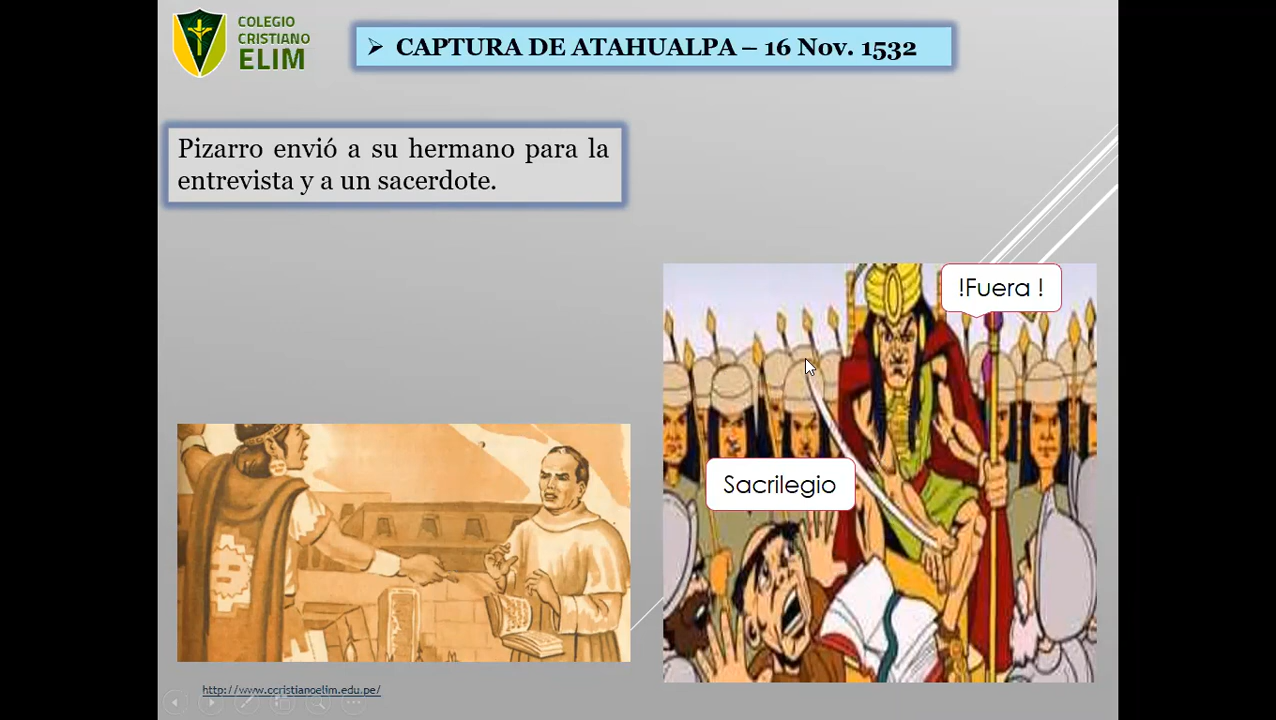 COLEGIO
CRISTIANO
ELIM
➢ CAPTURA DE ATAHUALPA – 16 Nov. 1532
Pizarro envió a su hermano para la
entrevista y a un sacerdote.
!Fuera !
Sacrilegio
http://www.ccristianoelim.edu.pe/